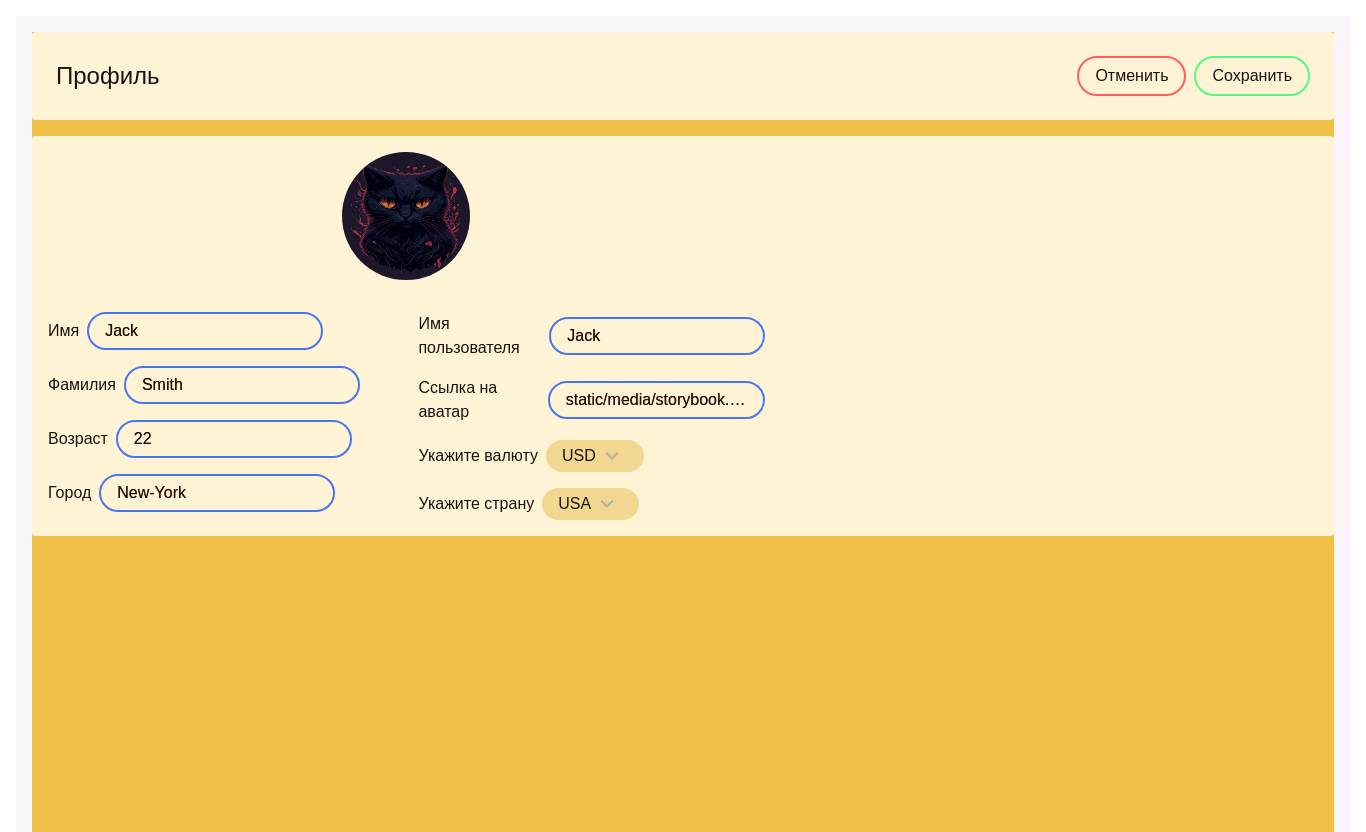 Профиль
Отменить
Сохранить
Имя
Jack
Фамилия
Smith
Возраст
22
Город
New-York
Имя
пользователя
Jack
Ссылка на
аватар
static/media/storybook.…
Укажите валюту
USD
Укажите страну
USA